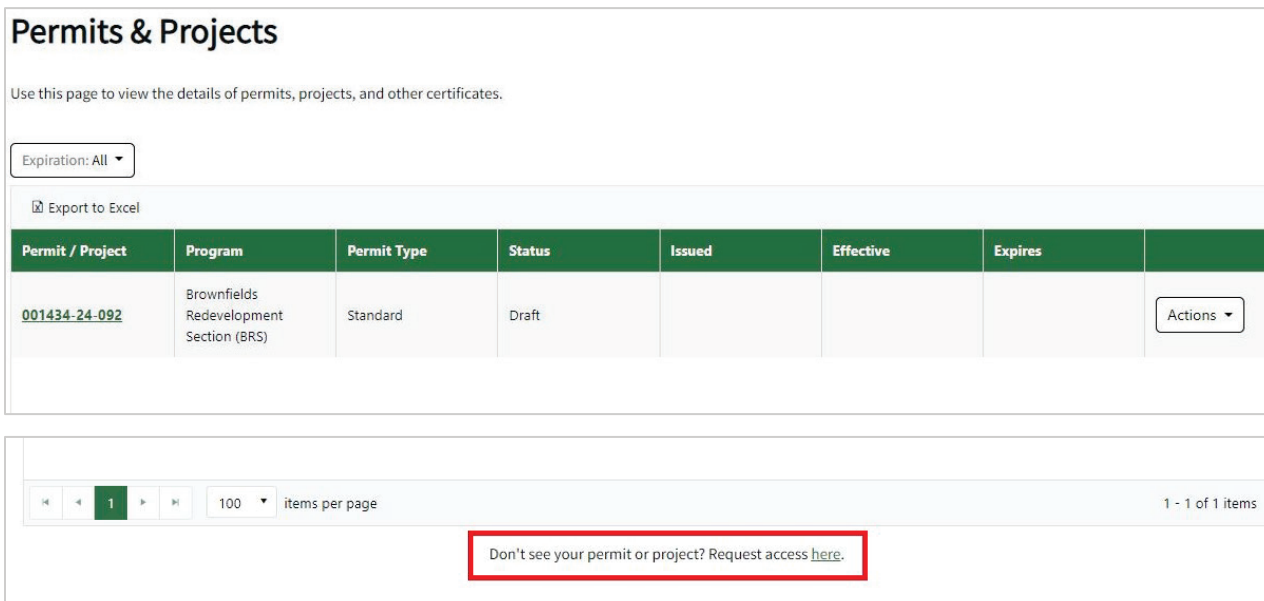 Permits & Projects
Use this page to view the details of permits, projects, and other certificates.
Expiration: All
Export to Excel
Permit / Project Program Permit Type Status Issued Effective Expires
001434-24-092 Brownfields Redevelopment Section (BRS) Standard Draft Actions
1 100 items per page 1 - 1 of 1 items
Don't see your permit or project? Request access here.